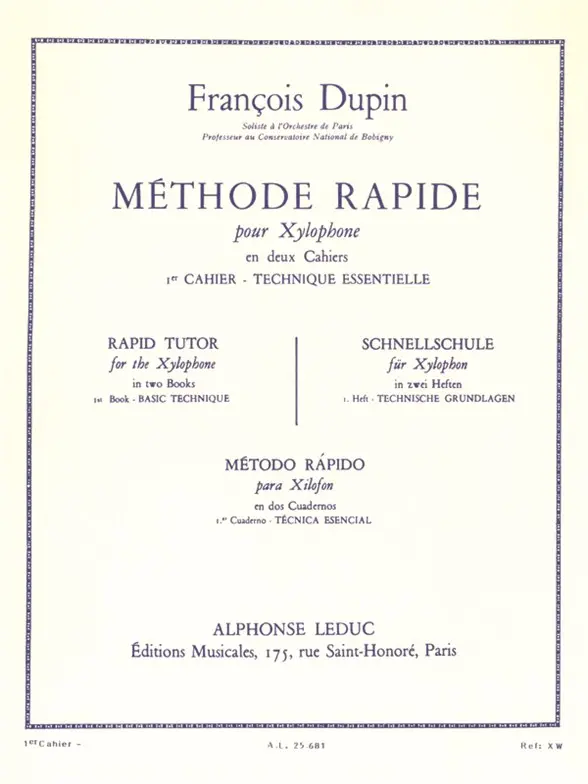 François Dupin
Soliste à l'Orchestre de Paris
Professeur au Conservatoire National de Bobigny
MÉTHODE RAPIDE
pour Xylophone
en deux Cahiers
1er CAHIER - TECHNIQUE ESSENTIELLE
RAPID TUTOR
for the Xylophone
in two Books
1st Book - BASIC TECHNIQUE
SCHNELLSCHULE
für Xylophon
in zwei Heften
1. Heft - TECHNISCHE GRUNDLAGEN
MÉTODO RÁPIDO
para Xilofon
en dos Cuadernos
1.er Cuaderno - TÉCNICA ESENCIAL
ALPHONSE LEDUC
Éditions Musicales, 175, rue Saint-Honoré, Paris
1er Cahier -
A.L. 25.681
Ref: XW